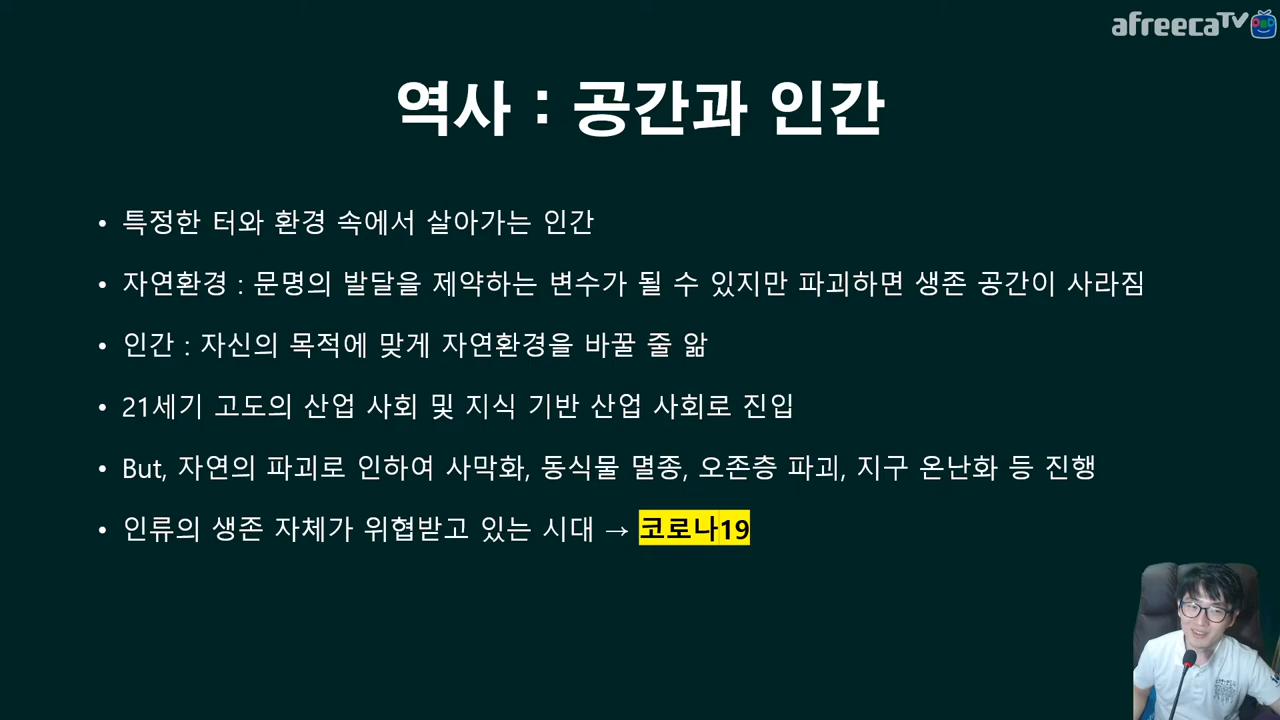 afreecaTV
역사 : 공간과 인간
• 특정한 터와 환경 속에서 살아가는 인간
• 자연환경 : 문명의 발달을 제약하는 변수가 될 수 있지만 파괴하면 생존 공간이 사라짐
• 인간 : 자신의 목적에 맞게 자연환경을 바꿀 줄 앎
• 21세기 고도의 산업 사회 및 지식 기반 산업 사회로 진입
• But, 자연의 파괴로 인하여 사막화, 동식물 멸종, 오존층 파괴, 지구 온난화 등 진행
• 인류의 생존 자체가 위협받고 있는 시대 → 코로나19